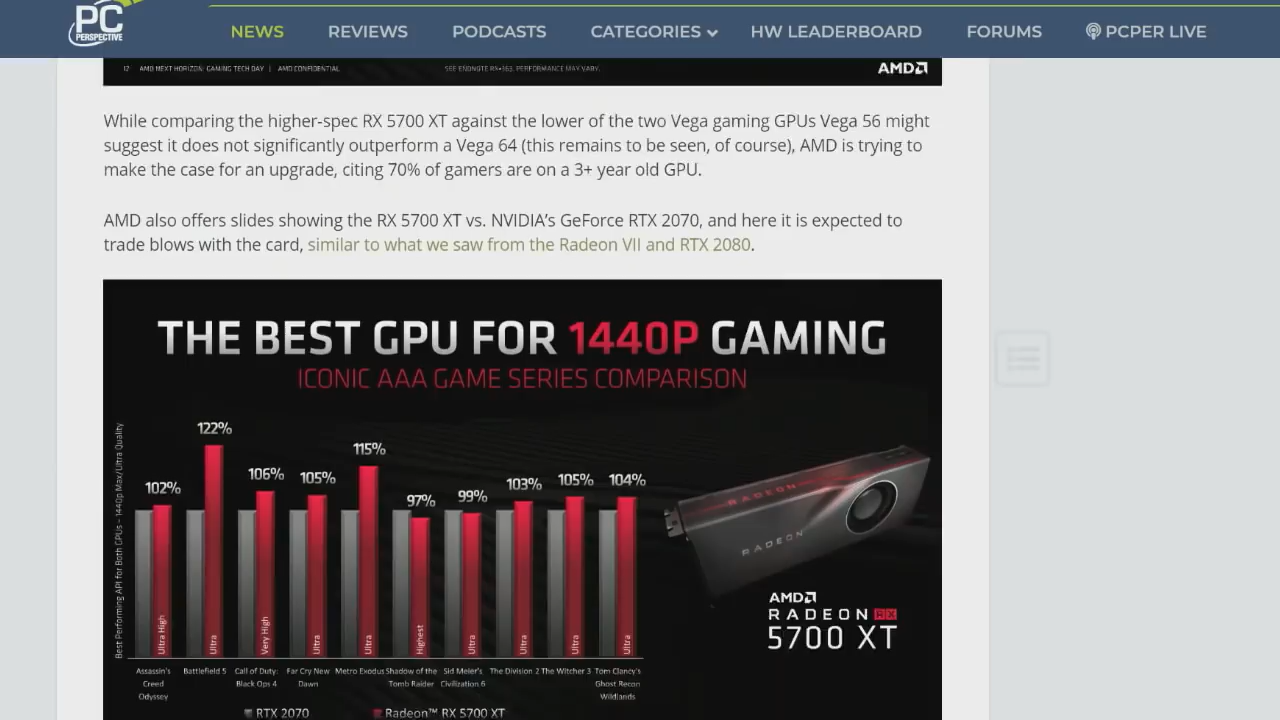 PC
PERSPECTIVE
NEWS REVIEWS PODCASTS CATEGORIES HW LEADERBOARD FORUMS PCPER LIVE
12 AMD NEXT HORIZON: GAMING TECH DAY | AMD CONFIDENTIAL SEE ENDNOTE RX-363. PERFORMANCE MAY VARY. AMD
While comparing the higher-spec RX 5700 XT against the lower of the two Vega gaming GPUs Vega 56 might
suggest it does not significantly outperform a Vega 64 (this remains to be seen, of course), AMD is trying to
make the case for an upgrade, citing 70% of gamers are on a 3+ year old GPU.
AMD also offers slides showing the RX 5700 XT vs. NVIDIA's GeForce RTX 2070, and here it is expected to
trade blows with the card, similar to what we saw from the Radeon VII and RTX 2080.
THE BEST GPU FOR 1440P GAMING
ICONIC AAA GAME SERIES COMPARISON
Best Performing API for Both GPUs – 1440p Max/Ultra Quality
102% 122% 106% 105% 115% 97% 99% 103% 105% 104%
Ultra High Ultra Very High Ultra Ultra Highest Ultra Ultra Ultra Ultra
Assassin's Battlefield 5 Call of Duty: Far Cry New Metro Exodus Shadow of the Sid Meier's The Division 2 The Witcher 3 Tom Clancy's
Creed Black Ops 4 Dawn Tomb Raider Civilization 6 Ghost Recon
Odyssey Wildlands
RTX 2070 Radeon™ RX 5700 XT
RADEON
RADEON
AMD
RADEON RX
5700 XT